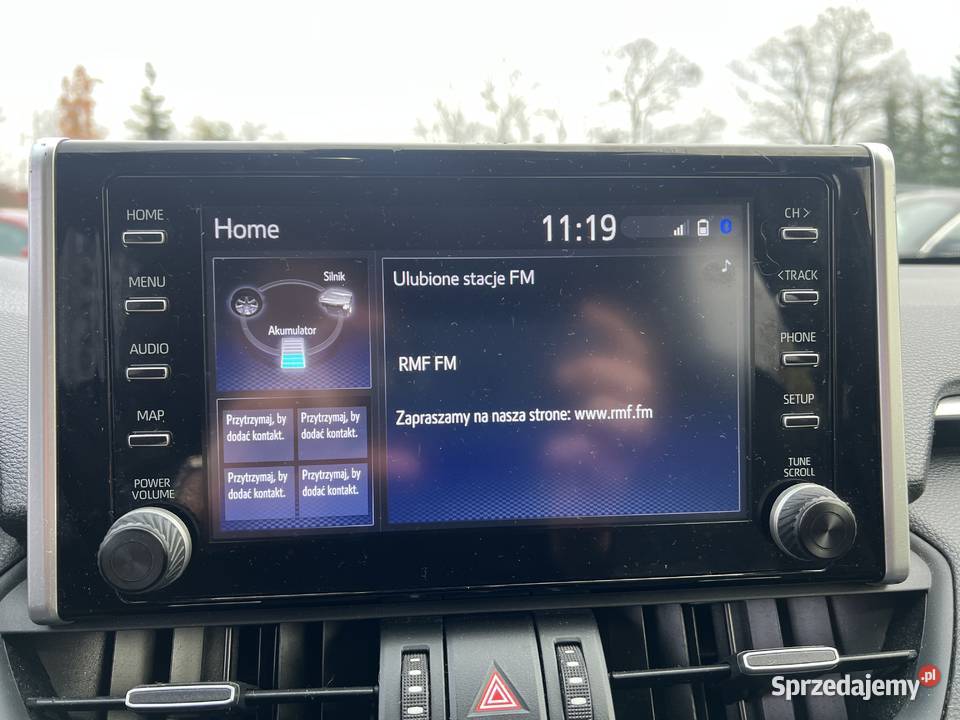 HOME
MENU
AUDIO
MAP
POWER
VOLUME
Home
11:19
Silnik
Akumulator
Ulubione stacje FM
RMF FM
Zapraszamy na nasza strone: www.rmf.fm
Przytrzymaj, by
dodać kontakt.
Przytrzymaj, by
dodać kontakt.
Przytrzymaj, by
dodać kontakt.
Przytrzymaj, by
dodać kontakt.
CH >
< TRACK
PHONE
SETUP
TUNE
SCROLL
Sprzedajemy.pl